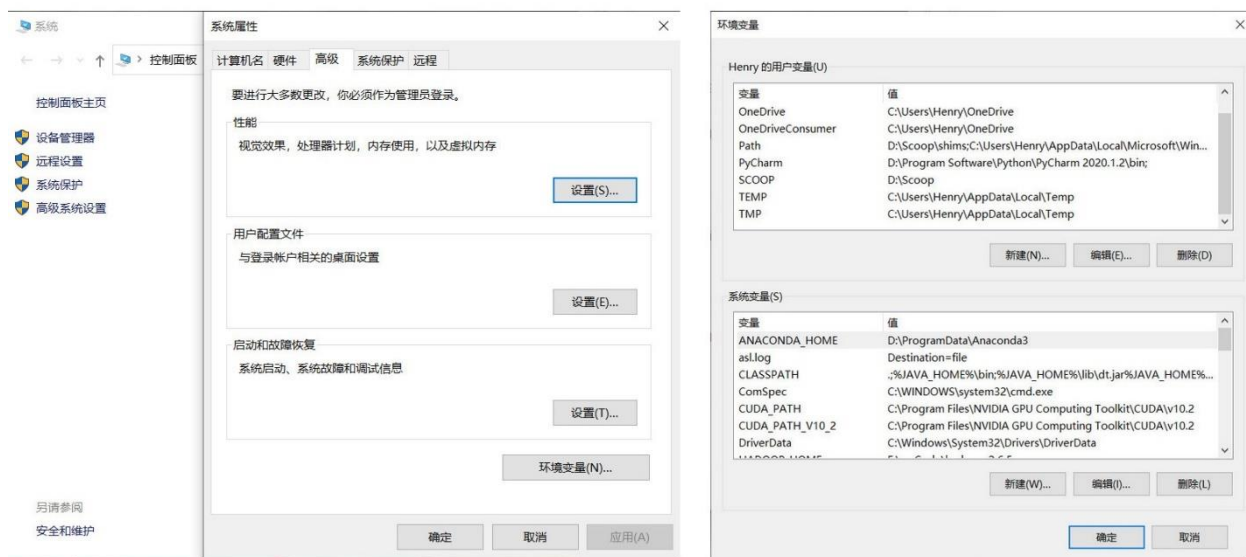 系统
控制面板
控制面板主页
设备管理器
远程设置
系统保护
高级系统设置
另请参阅
安全和维护
系统属性
计算机名 硬件 高级 系统保护 远程
要进行大多数更改，你必须作为管理员登录。
性能
视觉效果，处理器计划，内存使用，以及虚拟内存
设置(S)...
用户配置文件
与登录帐户相关的桌面设置
设置(E)...
启动和故障恢复
系统启动、系统故障和调试信息
设置(T)...
环境变量(N)...
确定 取消 应用(A)
环境变量
Henry 的用户变量(U)
变量 值
OneDrive C:\Users\Henry\OneDrive
OneDriveConsumer C:\Users\Henry\OneDrive
Path D:\Scoop\shims;C:\Users\Henry\AppData\Local\Microsoft\Win...
PyCharm D:\Program Software\Python\PyCharm 2020.1.2\bin;
SCOOP D:\Scoop
TEMP C:\Users\Henry\AppData\Local\Temp
TMP C:\Users\Henry\AppData\Local\Temp
新建(N)... 编辑(E)... 删除(D)
系统变量(S)
变量 值
ANACONDA_HOME D:\ProgramData\Anaconda3
asl.log Destination=file
CLASSPATH .;%JAVA_HOME%\bin;%JAVA_HOME%\lib\dt.jar%JAVA_HOME%...
ComSpec C:\WINDOWS\system32\cmd.exe
CUDA_PATH C:\Program Files\NVIDIA GPU Computing Toolkit\CUDA\v10.2
CUDA_PATH_V10_2 C:\Program Files\NVIDIA GPU Computing Toolkit\CUDA\v10.2
DriverData C:\Windows\System32\Drivers\DriverData
新建(W)... 编辑(I)... 删除(L)
确定 取消